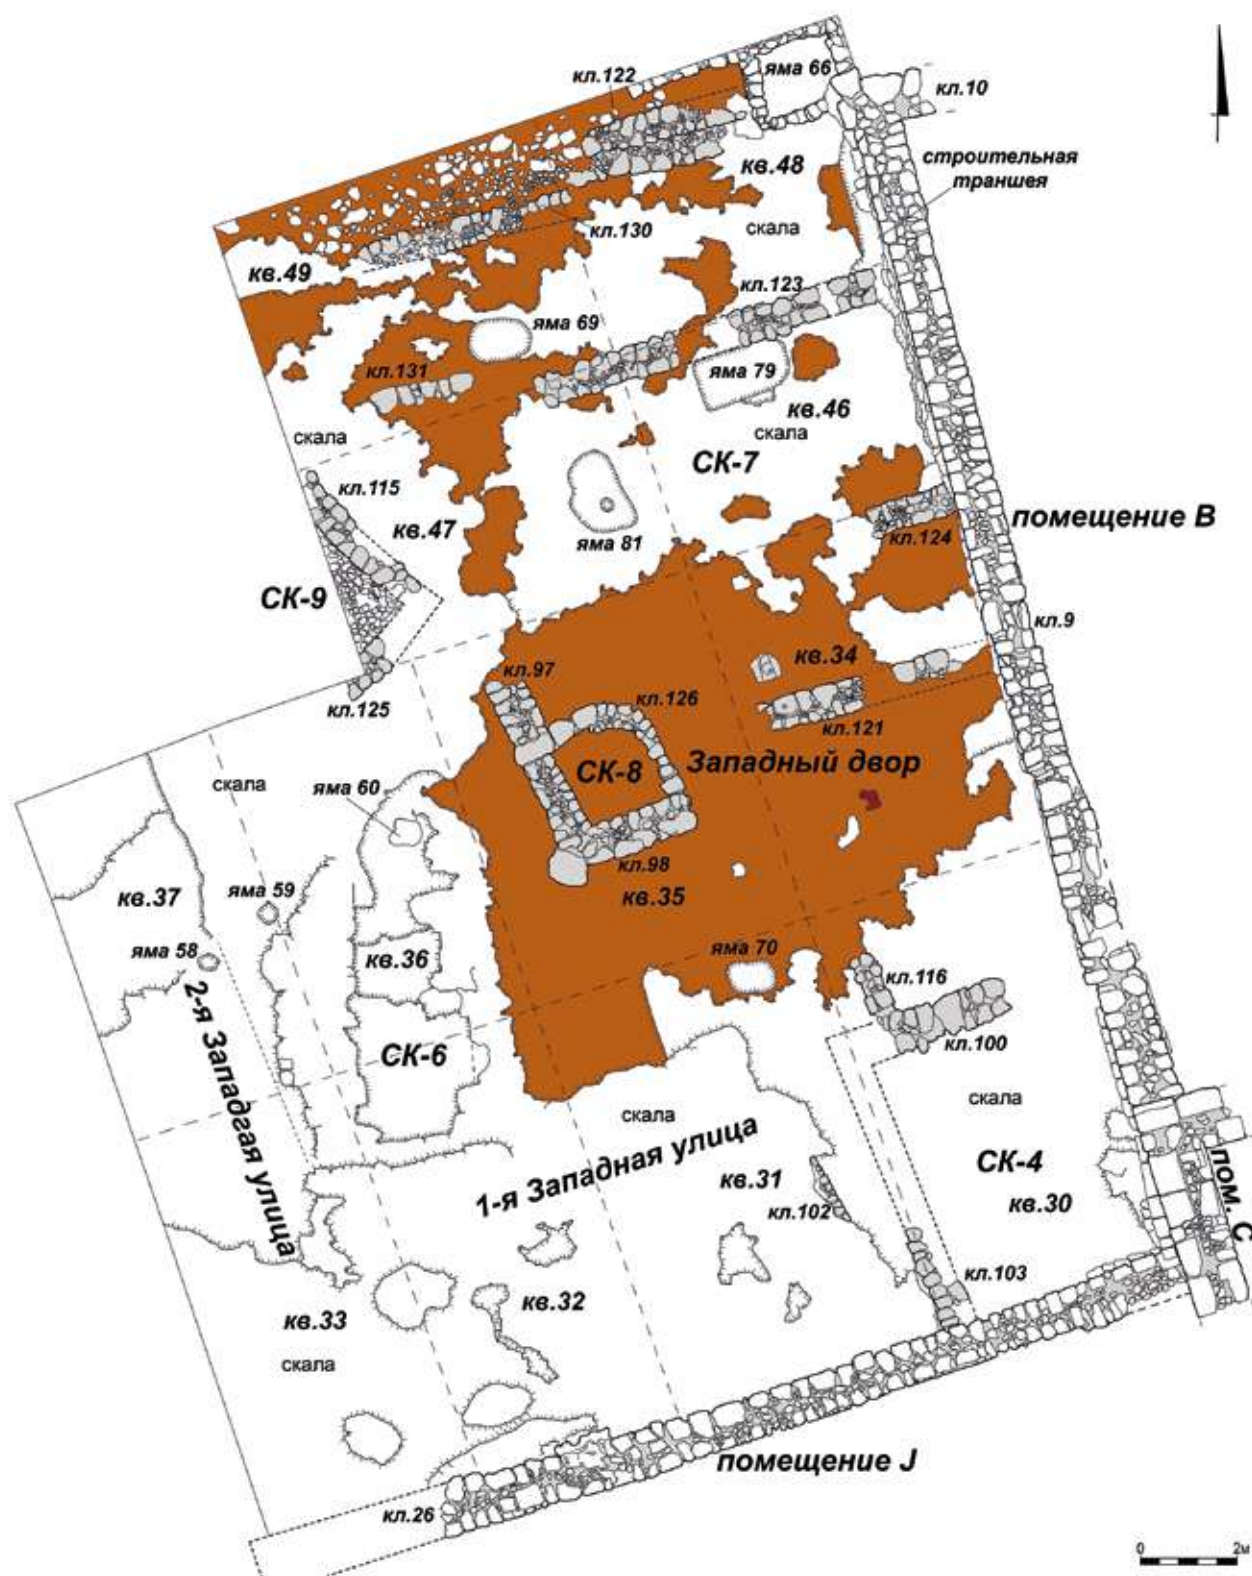 яма 66
кл.122
кл.10
кв.48
строительная
траншея
кл.130
скала
кв.49
кл.123
яма 69
кл.131
яма 79
кв.46
скала
скала
СК-7
кл.115
кв.47
яма 81
кл.124
помещение В
СК-9
кл.9
кл.97
кв.34
кл.125
кл.126
кл.121
СК-8
Западный двор
скала
яма 60
кл.98
кв.35
кв.37
яма 59
яма 58
кв.36
яма 70
кл.116
2-я Западгая улица
СК-6
кл.100
скала
скала
1-я Западная улица
СК-4
пом. С
кв.31
кв.30
кл.102
кл.103
кв.32
кв.33
скала
помещение J
кл.26
0 2м